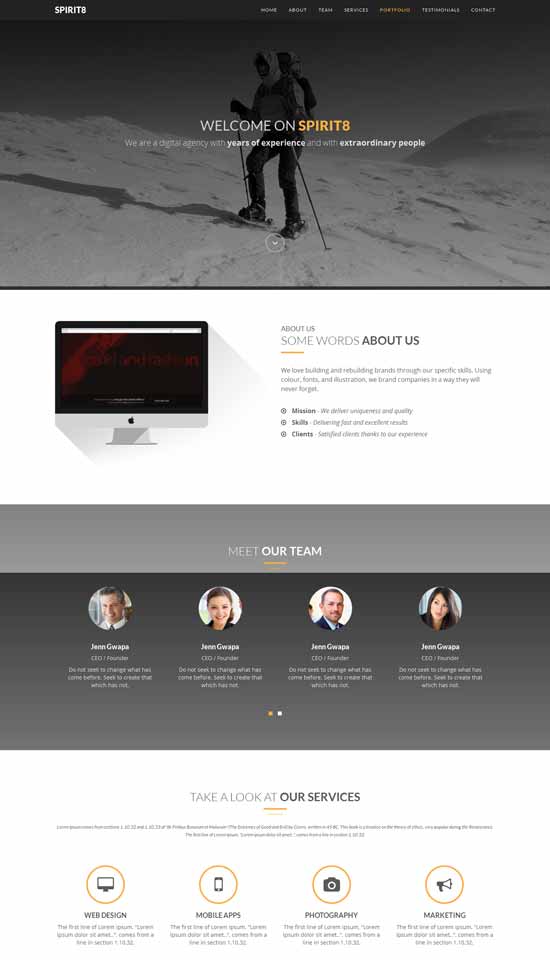 SPIRIT8
HOME ABOUT TEAM SERVICES PORTFOLIO TESTIMONIALS CONTACT
WELCOME ON SPIRIT8
We are a digital agency with years of experience and with extraordinary people
ABOUT US
SOME WORDS ABOUT US
We love building and rebuilding brands through our specific skills. Using
colour, fonts, and illustration, we brand companies in a way they will
never forget.
Mission - We deliver uniqueness and quality
Skills - Delivering fast and excellent results
Clients - Satisfied clients thanks to our experience
MEET OUR TEAM
Jenn Gwapa
CEO / Founder
Do not seek to change what has
come before. Seek to create that
which has not.
Jenn Gwapa
CEO / Founder
Do not seek to change what has
come before. Seek to create that
which has not.
Jenn Gwapa
CEO / Founder
Do not seek to change what has
come before. Seek to create that
which has not.
Jenn Gwapa
CEO / Founder
Do not seek to change what has
come before. Seek to create that
which has not.
TAKE A LOOK AT OUR SERVICES
WEB DESIGN
The first line of Lorem Ipsum, "Lorem
ipsum dolor sit amet..", comes from a
line in section 1.10.32.
MOBILE APPS
The first line of Lorem Ipsum, "Lorem
ipsum dolor sit amet..", comes from a
line in section 1.10.32.
PHOTOGRAPHY
The first line of Lorem Ipsum, "Lorem
ipsum dolor sit amet..", comes from a
line in section 1.10.32.
MARKETING
The first line of Lorem Ipsum, "Lorem
ipsum dolor sit amet..", comes from a
line in section 1.10.32.